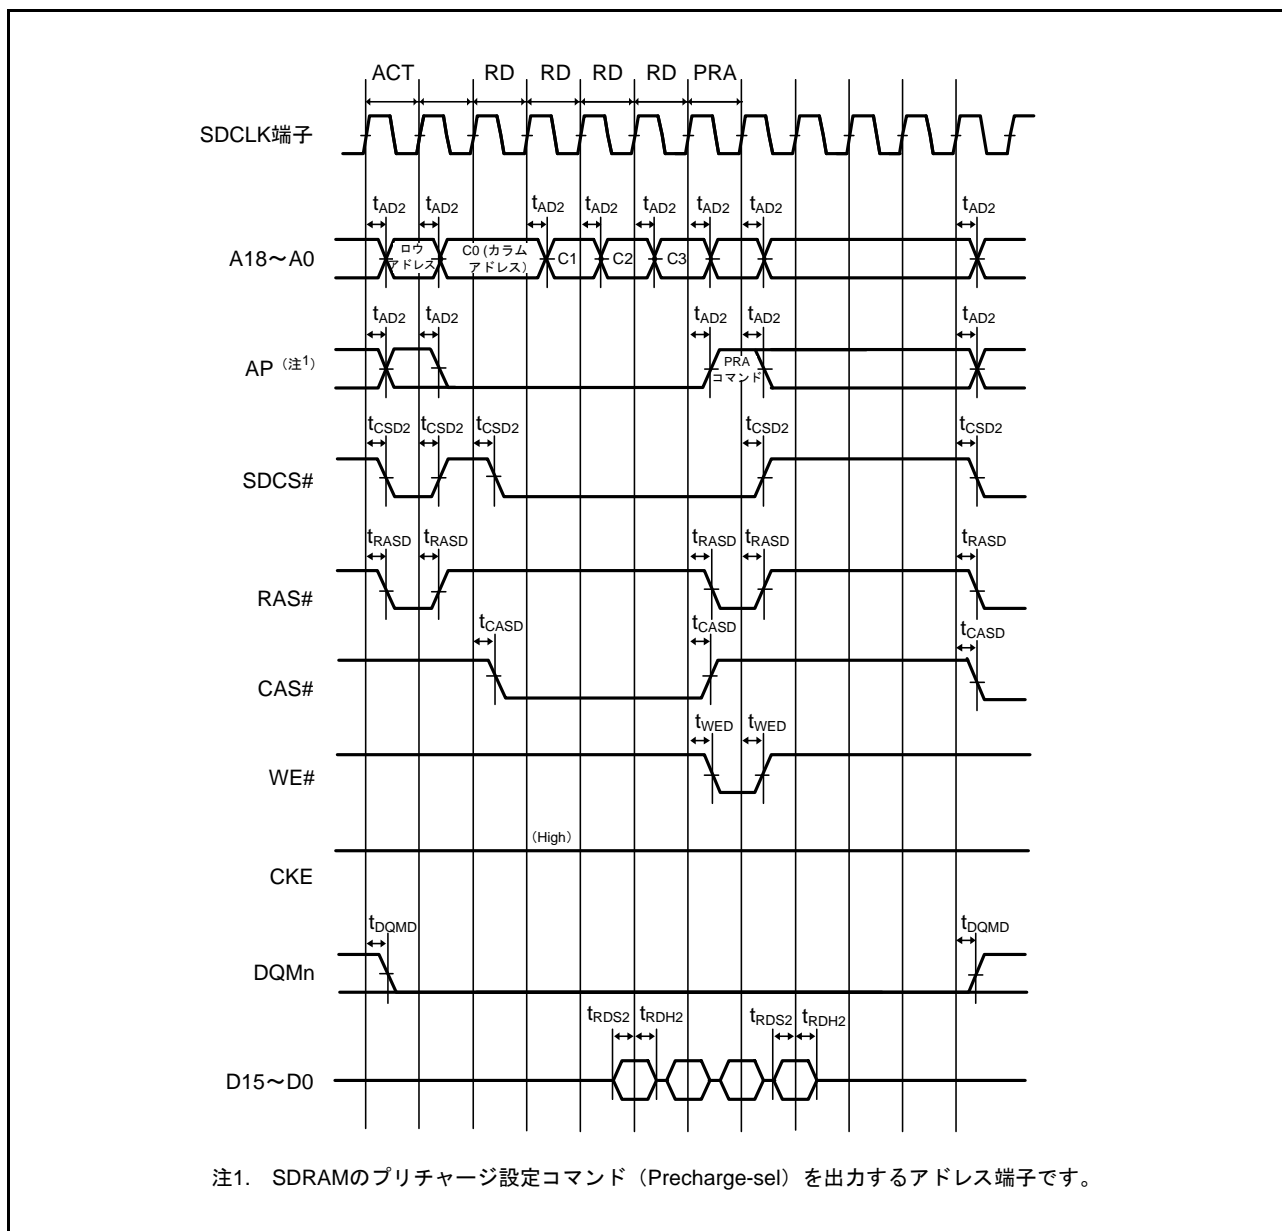 ACT RD RD RD RD PRA
SDCLK端子
tAD2 tAD2 tAD2 tAD2 tAD2 tAD2 tAD2 tAD2
A18～A0
ロウ
アドレス
C0 (カラム
アドレス）
C1 C2 C3
tAD2 tAD2 tAD2 tAD2 tAD2
AP（注1）
PRA
コマンド
tCSD2 tCSD2 tCSD2 tCSD2 tCSD2
SDCS#
tRASD tRASD tRASD tRASD tRASD
RAS#
tCASD tCASD tCASD
CAS#
tWED tWED
WE#
（High）
CKE
tDQMD tDQMD
DQMn
tRDS2 tRDH2 tRDS2 tRDH2
D15～D0
注1. SDRAMのプリチャージ設定コマンド（Precharge-sel）を出力するアドレス端子です。